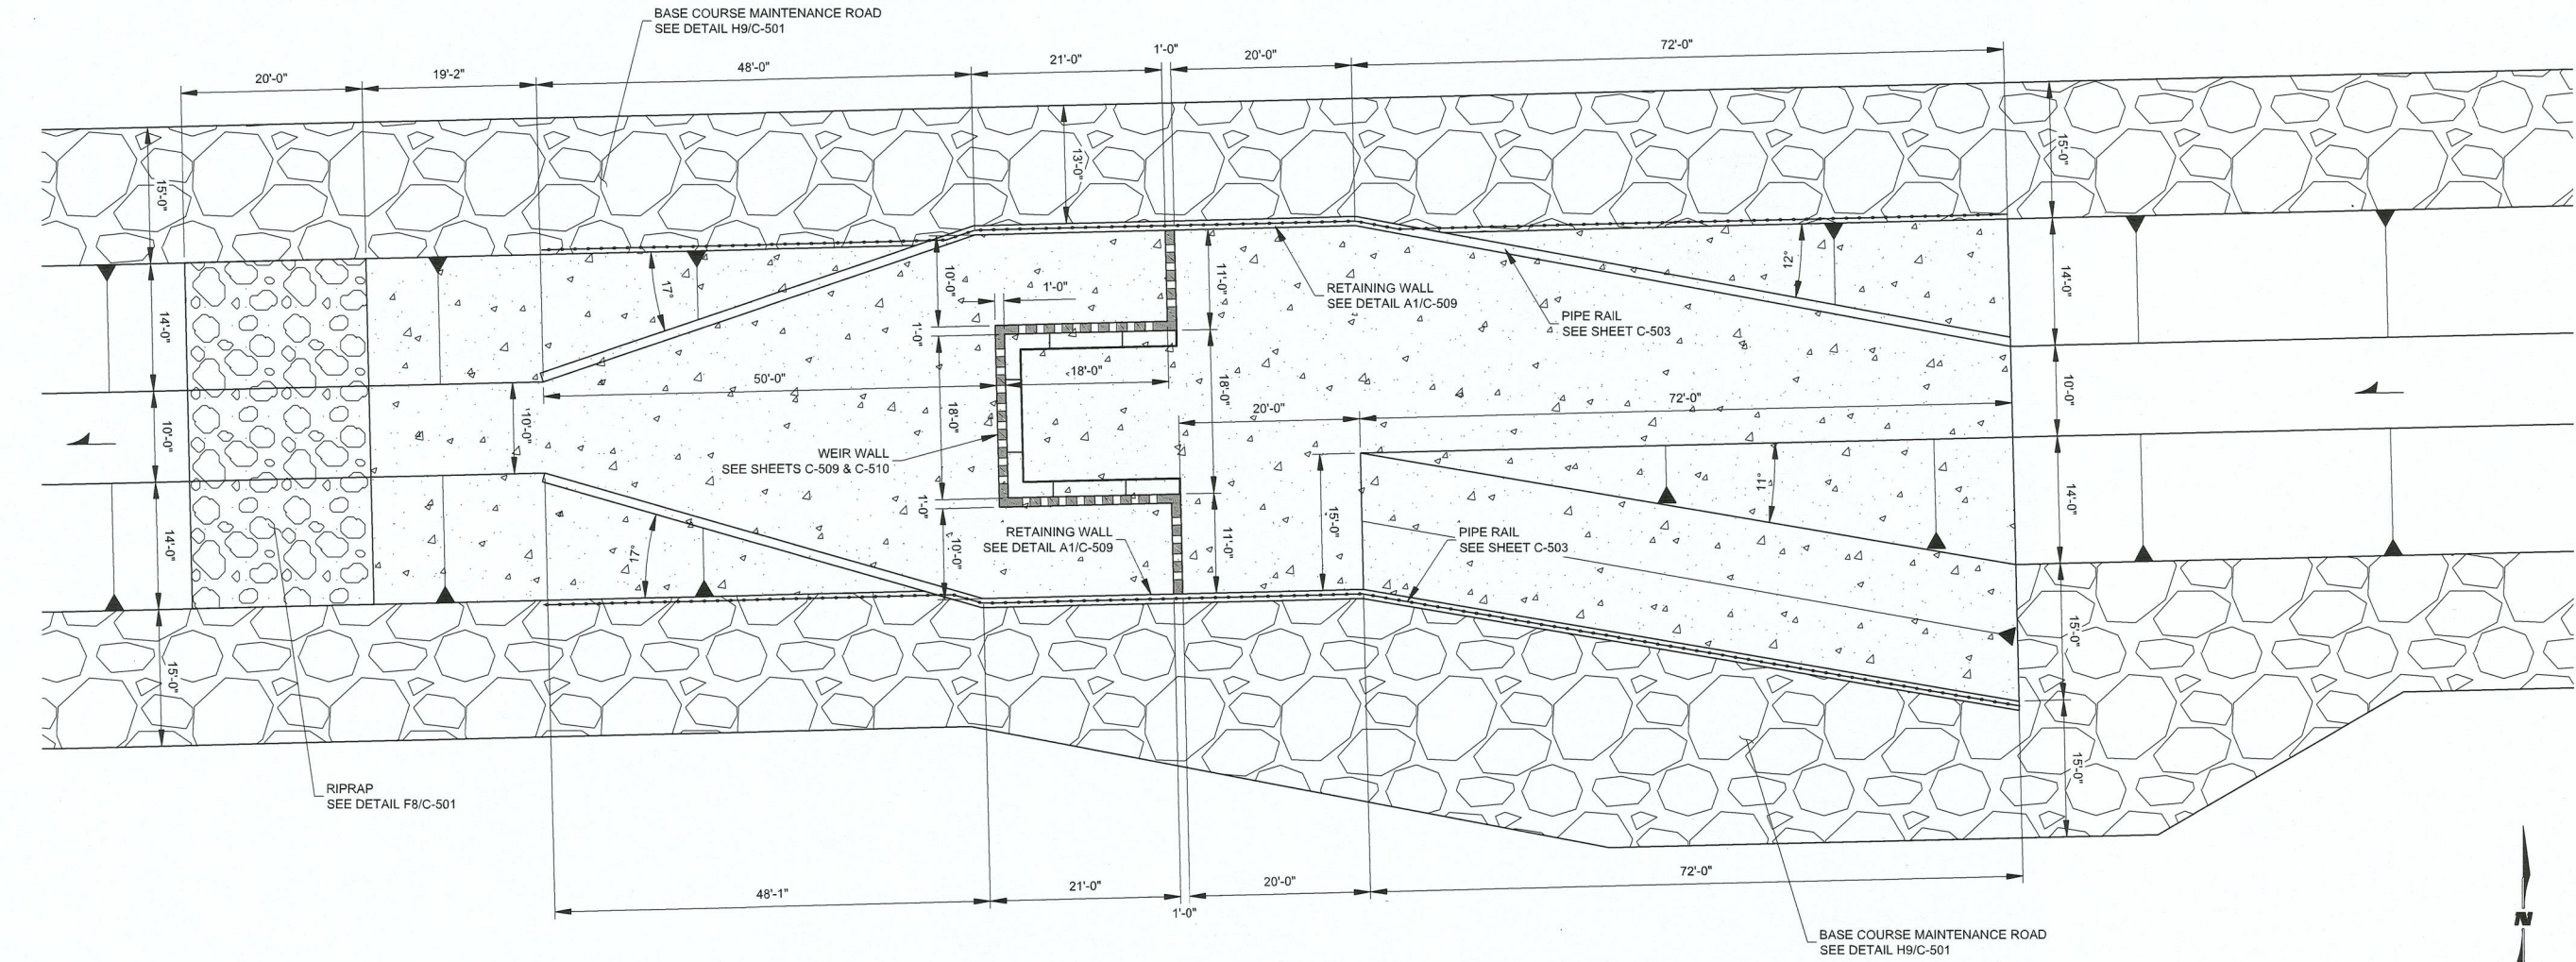 BASE COURSE MAINTENANCE ROAD
SEE DETAIL H9/C-501
20'-0"
19'-2"
48'-0"
21'-0"
1'-0"
20'-0"
72'-0"
15'-0"
13'-0"
15'-0"
14'-0"
17°
10'-0"
1'-0"
11'-0"
RETAINING WALL
SEE DETAIL A1/C-509
PIPE RAIL
SEE SHEET C-503
12°
14'-0"
1'-0"
10'-0"
10'-0"
50'-0"
18'-0"
18'-0"
18'-0"
20'-0"
72'-0"
10'-0"
WEIR WALL
SEE SHEETS C-509 & C-510
14'-0"
17°
1'-0"
10'-0"
RETAINING WALL
SEE DETAIL A1/C-509
11'-0"
15'-0"
PIPE RAIL
SEE SHEET C-503
11°
14'-0"
15'-0"
15'-0"
15'-0"
RIPRAP
SEE DETAIL F8/C-501
48'-1"
21'-0"
1'-0"
20'-0"
72'-0"
BASE COURSE MAINTENANCE ROAD
SEE DETAIL H9/C-501
N